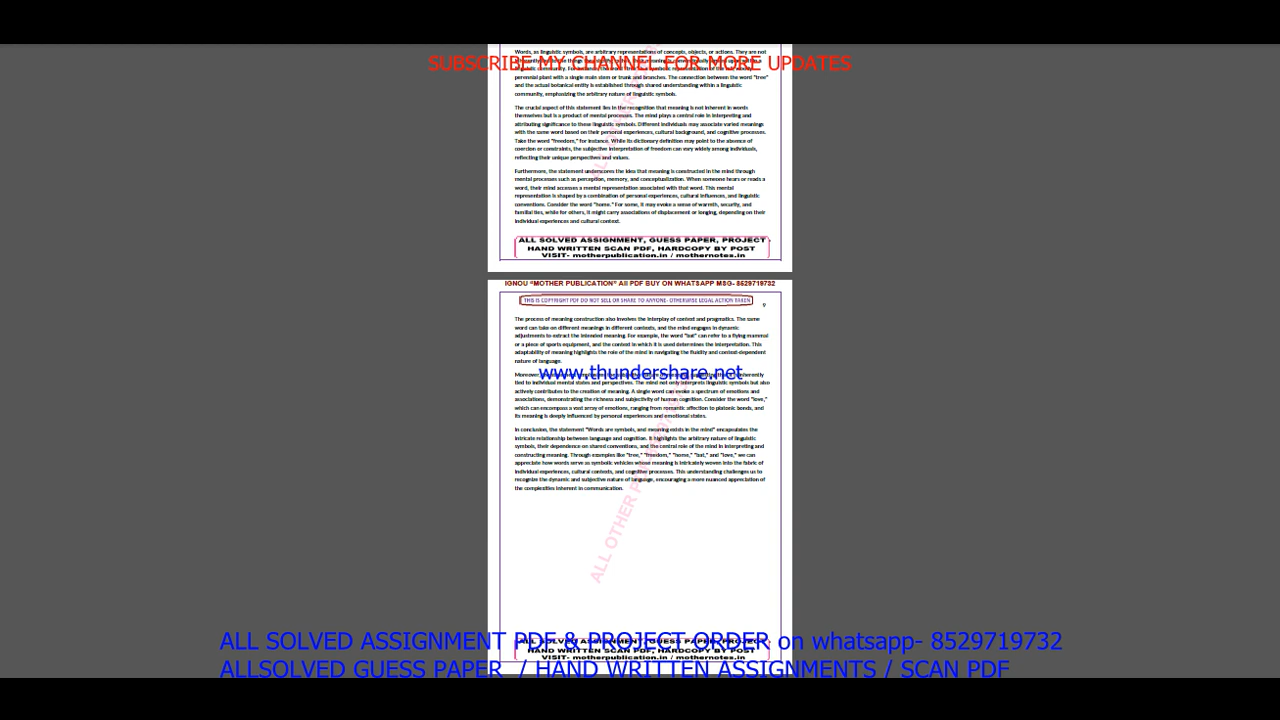 Words, as linguistic symbols, are arbitrary representations of concepts, objects, or actions. They are not
SUBSCRIBE MY CHANNEL FOR MORE UPDATES
perennial plant with a single main stem or trunk and branches. The connection between the word "tree"
and the actual botanical entity is established through shared understanding within a linguistic
community, emphasizing the arbitrary nature of linguistic symbols.
The crucial aspect of this statement lies in the recognition that meaning is not inherent in words
themselves but is a product of mental processes. The mind plays a central role in interpreting and
attributing significance to these linguistic symbols. Different individuals may associate varied meanings
with the same word based on their personal experiences, cultural background, and cognitive processes.
Take the word "freedom," for instance. While its dictionary definition may point to the absence of
coercion or constraints, the subjective interpretation of freedom can vary widely among individuals,
reflecting their unique perspectives and values.
Furthermore, the statement underscores the idea that meaning is constructed in the mind through
mental processes such as perception, memory, and conceptualization. When someone hears or reads a
word, their mind accesses a mental representation associated with that word. This mental
representation is shaped by a combination of personal experiences, cultural influences, and linguistic
conventions. Consider the word "home." For some, it may evoke a sense of warmth, security, and
familial ties, while for others, it might carry associations of displacement or longing, depending on their
individual experiences and cultural context.
ALL SOLVED ASSIGNMENT, GUESS PAPER, PROJECT
HAND WRITTEN SCAN PDF, HARDCOPY BY POST
VISIT- motherpublication.in / mothernotes.in
IGNOU "MOTHER PUBLICATION" All PDF BUY ON WHATSAPP MSG- 8529719732
THIS IS COPYRIGHT PDF DO NOT SELL OR SHARE TO ANYONE- OTHERWISE LEGAL ACTION TAKEN
9
The process of meaning construction also involves the interplay of context and pragmatics. The same
word can take on different meanings in different contexts, and the mind engages in dynamic
adjustments to extract the intended meaning. For example, the word "bat" can refer to a flying mammal
or a piece of sports equipment, and the context in which it is used determines the interpretation. This
adaptability of meaning highlights the role of the mind in navigating the fluidity and context-dependent
nature of language.
www.thundershare.net
Moreover, inherently
tied to individual mental states and perspectives. The mind not only interprets linguistic symbols but also
actively contributes to the creation of meaning. A single word can evoke a spectrum of emotions and
associations, demonstrating the richness and subjectivity of human cognition. Consider the word "love,"
which can encompass a vast array of emotions, ranging from romantic affection to platonic bonds, and
its meaning is deeply influenced by personal experiences and emotional states.
In conclusion, the statement "Words are symbols, and meaning exists in the mind" encapsulates the
intricate relationship between language and cognition. It highlights the arbitrary nature of linguistic
symbols, their dependence on shared conventions, and the central role of the mind in interpreting and
constructing meaning. Through examples like "tree," "freedom," "home," "bat," and "love," we can
appreciate how words serve as symbolic vehicles whose meaning is intricately woven into the fabric of
individual experiences, cultural contexts, and cognitive processes. This understanding challenges us to
recognize the dynamic and subjective nature of language, encouraging a more nuanced appreciation of
the complexities inherent in communication.
ALL OTHER
ALL SOLVED ASSIGNMENT, GUESS PAPER, PROJECT
HAND WRITTEN SCAN PDF, HARDCOPY BY POST
VISIT- motherpublication.in / mothernotes.in
ALL SOLVED ASSIGNMENT PDF & PROJECT ORDER on whatsapp- 8529719732
ALLSOLVED GUESS PAPER / HAND WRITTEN ASSIGNMENTS / SCAN PDF